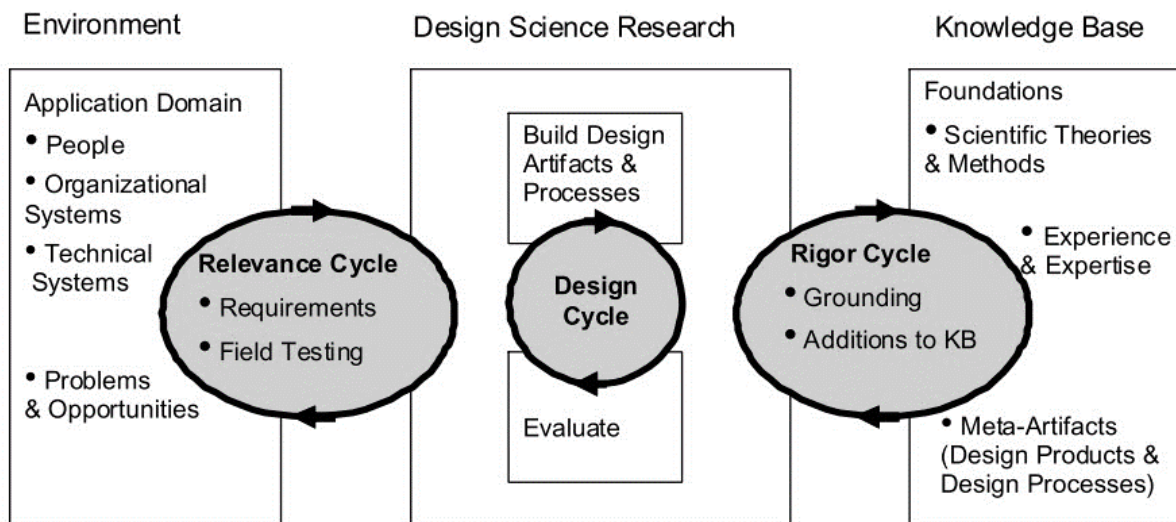 Environment
Design Science Research
Knowledge Base
Application Domain
• People
• Organizational
Systems
• Technical
Systems
• Problems
& Opportunities
Relevance Cycle
• Requirements
• Field Testing
Build Design
Artifacts &
Processes
Design
Cycle
Evaluate
Rigor Cycle
• Grounding
• Additions to KB
Foundations
• Scientific Theories
& Methods
• Experience
& Expertise
• Meta-Artifacts
(Design Products &
Design Processes)